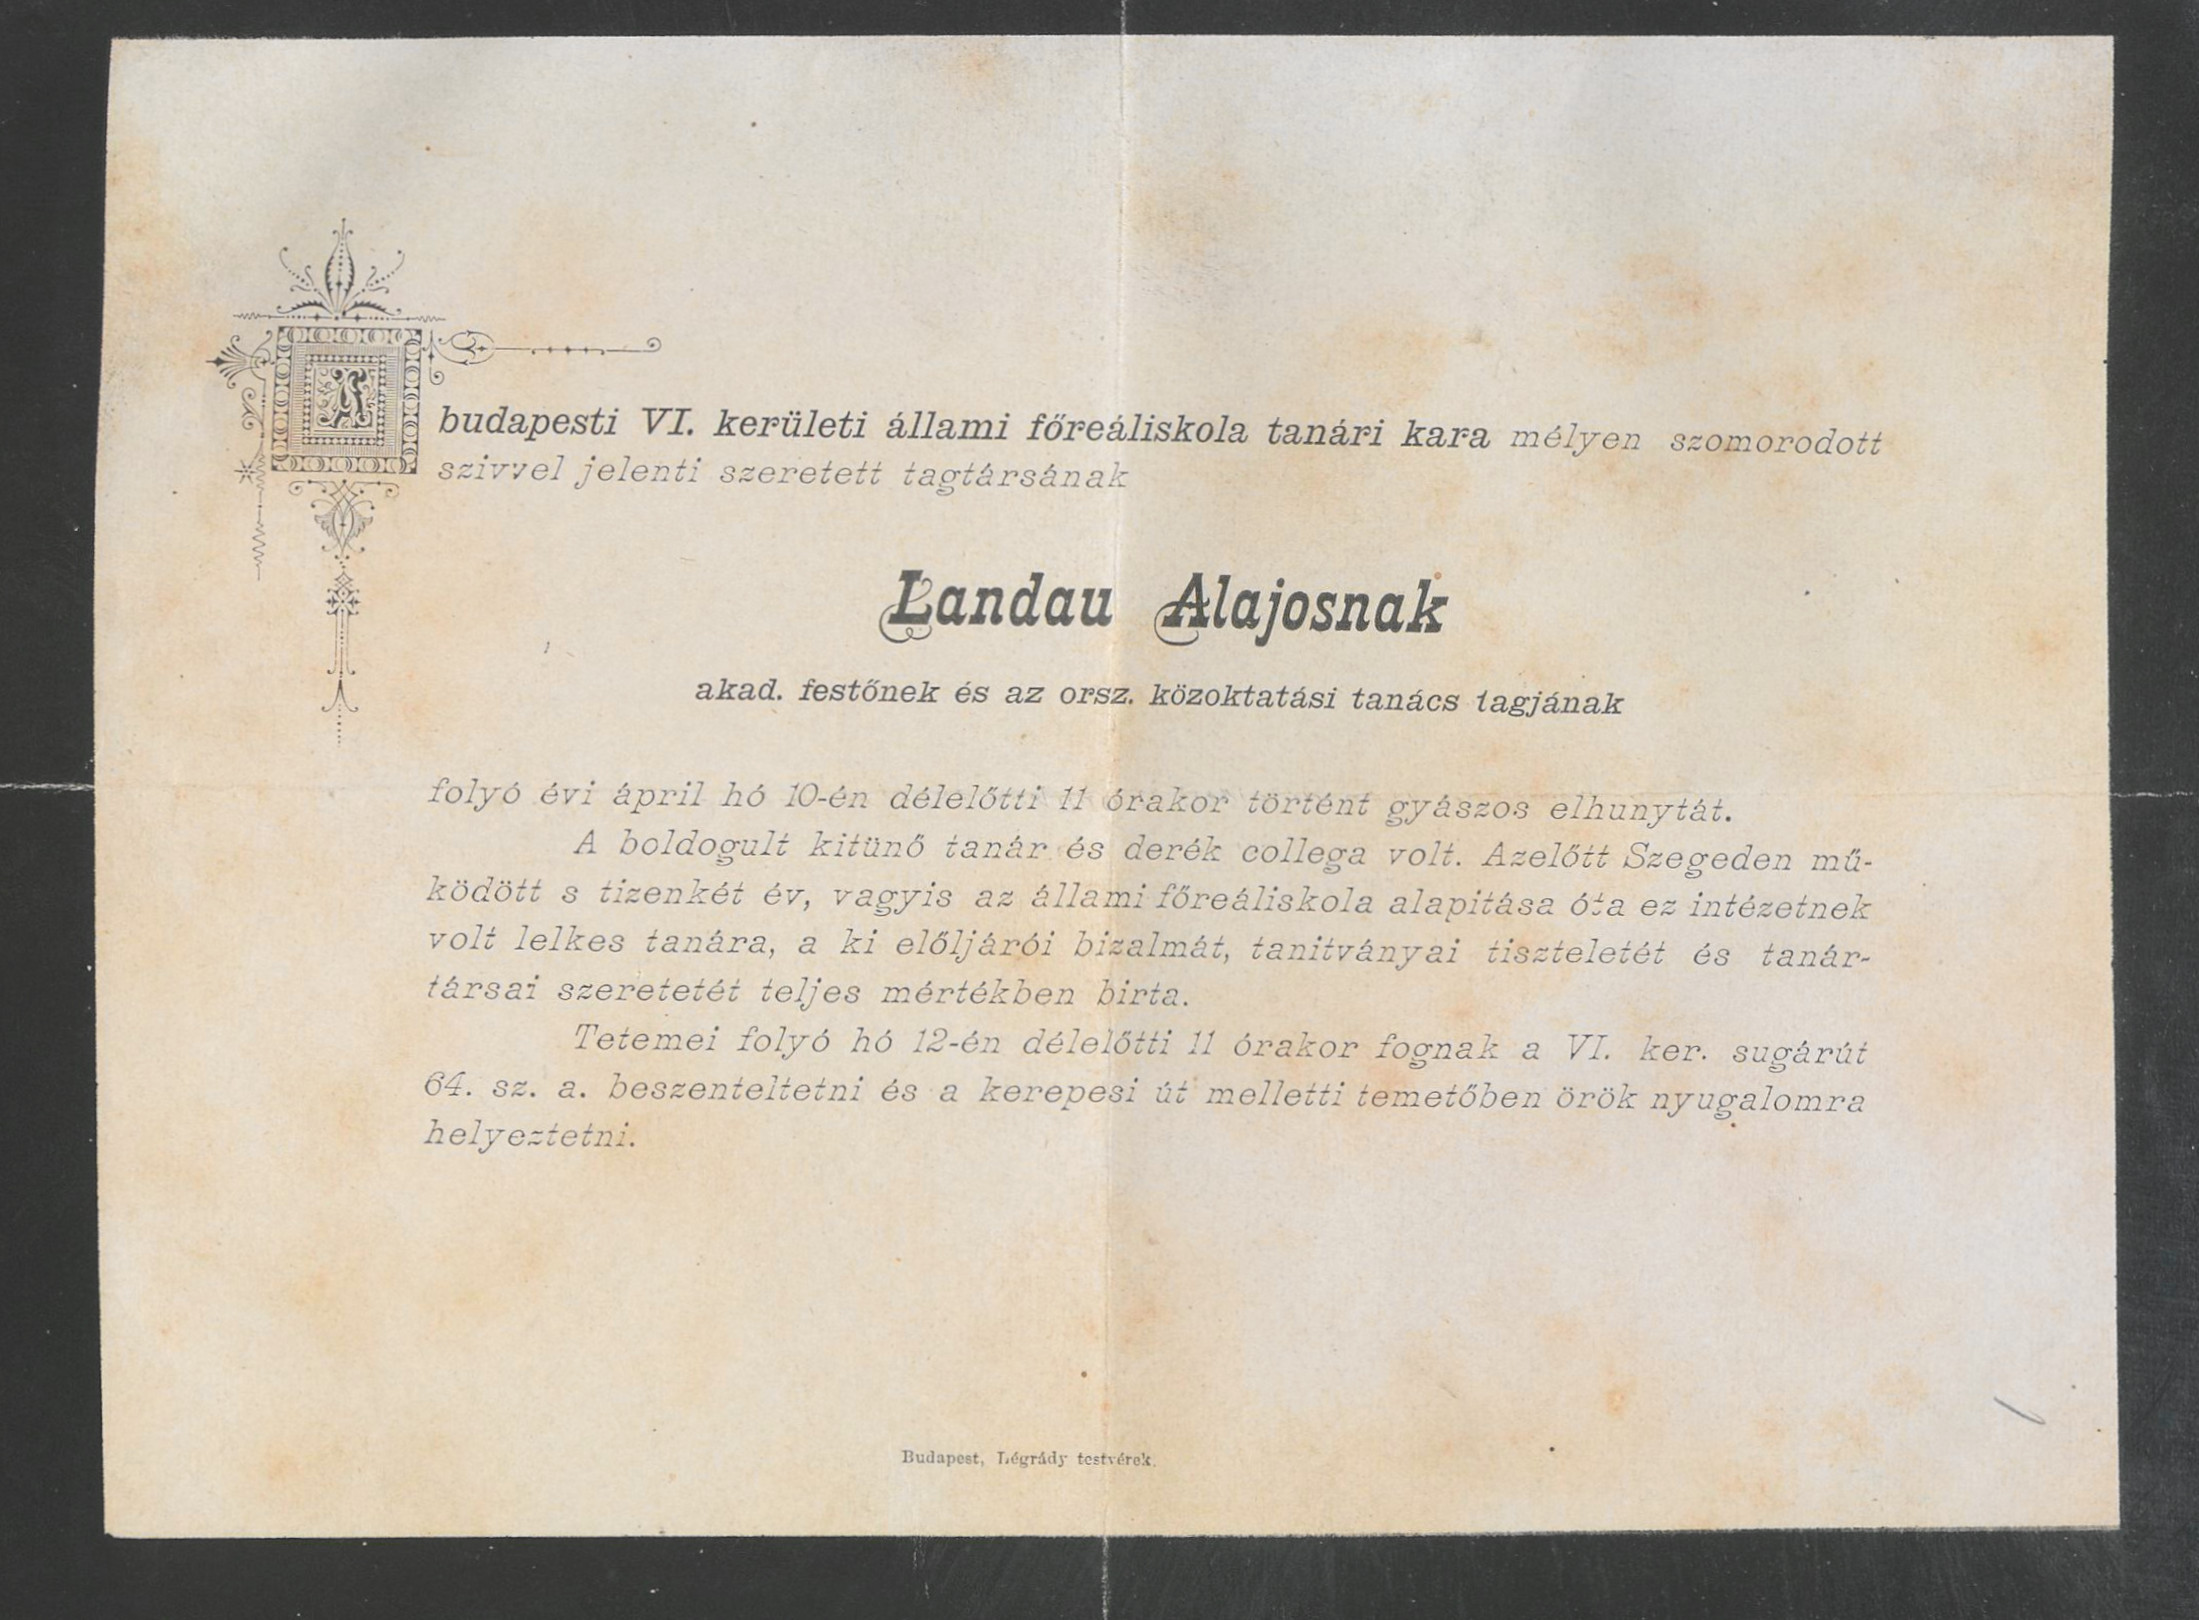 A budapesti VI. kerületi állami főreáliskola tanári kara mélyen szomorodott
szivvel jelenti szeretett tagtársának
Landau Alajosnak
akad. festőnek és az orsz. közoktatási tanács tagjának
folyó évi ápril hó 10-én délelőtti 11 órakor történt gyászos elhunytát.
A boldogult kitünő tanár és derék collega volt. Azelőtt Szegeden mű-
ködött s tizenkét év, vagyis az állami főreáliskola alapitása óta ez intézetnek
volt lelkes tanára, a ki előljárói bizalmát, tanitványai tiszteletét és tanár-
társai szeretetét teljes mértékben birta.
Tetemei folyó hó 12-én délelőtti 11 órakor fognak a VI. ker. sugárút
64. sz. a. beszenteltetni és a kerepesi út melletti temetőben örök nyugalomra
helyeztetni.
Budapest, Légrády testvérek.